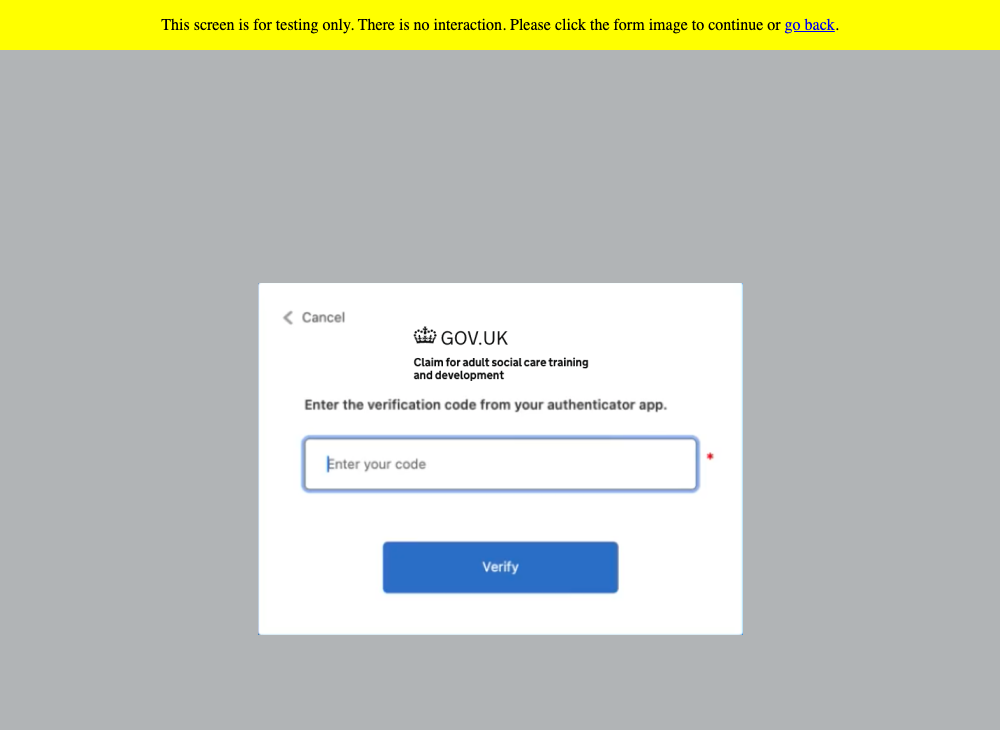 This screen is for testing only. There is no interaction. Please click the form image to continue or go back.
Cancel
GOV.UK
Claim for adult social care training
and development
Enter the verification code from your authenticator app.
Enter your code
*
Verify